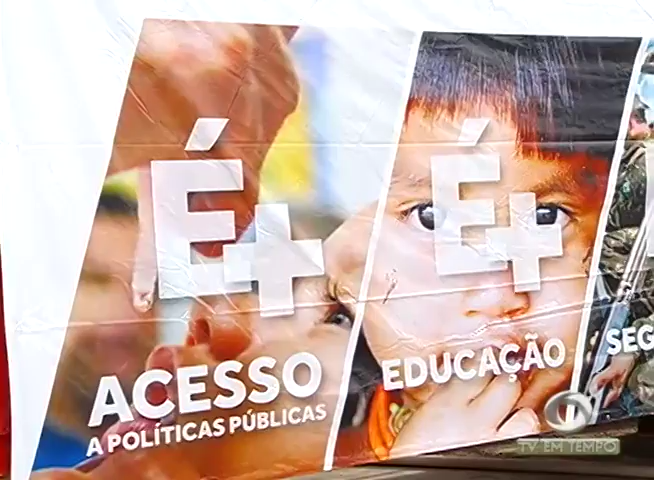 É+
ACESSO
A POLÍTICAS PÚBLICAS
É+
EDUCAÇÃO
SEG
TV EM TEMPO